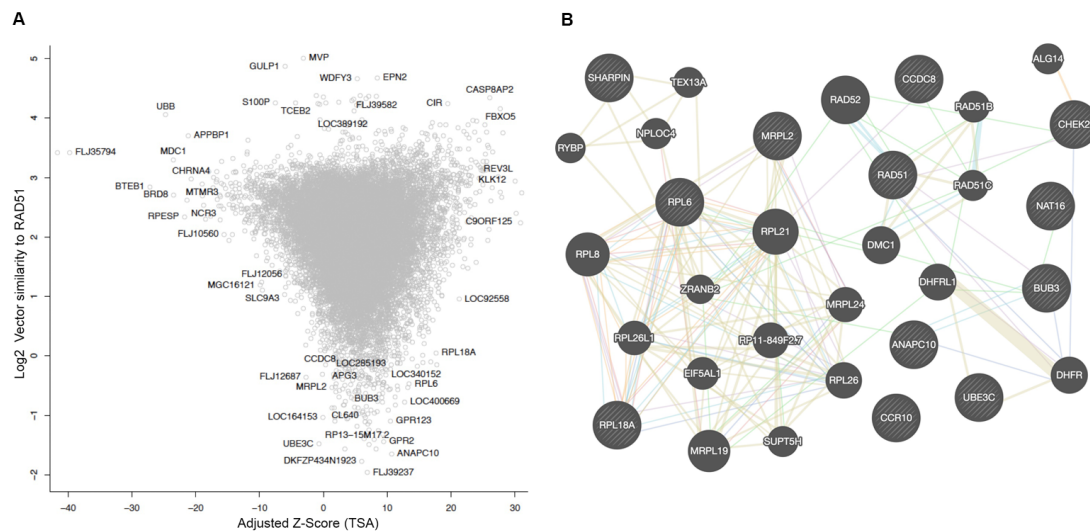 A
B
Log2 Vector similarity to RAD51
5
4
3
2
1
0
−1
−2
MVP
GULP1
WDFY3
EPN2
CASP8AP2
UBB
S100P
TCEB2
FLJ39582
CIR
FBXO5
LOC389192
APPBP1
FLJ35794
MDC1
CHRNA4
REV3L
KLK12
BTEB1
BRD8
MTMR3
RPESP
NCR3
C9ORF125
FLJ10560
FLJ12056
MGC16121
SLC9A3
LOC92558
CCDC8
LOC285193
RPL18A
FLJ12687
APG3
LOC340152
MRPL2
RPL6
BUB3
LOC400669
LOC164153
CL640
GPR123
RP13−15M17.2
UBE3C
GPR2
ANAPC10
DKFZP434N1923
FLJ39237
−40
−30
−20
−10
0
10
20
30
Adjusted Z-Score (TSA)
SHARPIN
TEX13A
CCDC8
ALG14
RAD52
RAD51B
CHEK2
NPLOC4
MRPL2
RYBP
RAD51
RAD51C
RPL6
NAT16
RPL21
DMC1
RPL8
ZRANB2
DHFRL1
BUB3
MRPL24
RPL26L1
RP11-849F2.7
ANAPC10
EIF5AL1
RPL26
DHFR
UBE3C
RPL18A
CCR10
MRPL19
SUPT5H